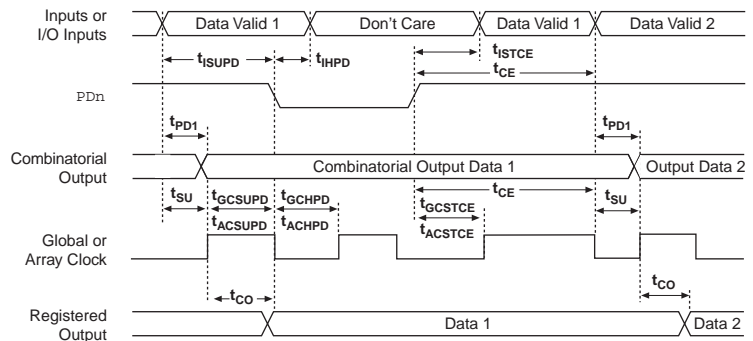 Inputs or
I/O Inputs
Data Valid 1
Don't Care
Data Valid 1
Data Valid 2
tISUPD
tIHPD
tISTCE
tCE
PDn
tPD1
tPD1
Combinatorial
Output
Combinatorial Output Data 1
Output Data 2
tSU
tGCSUPD
tACSUPD
tGCHPD
tACHPD
tCE
tGCSTCE
tACSTCE
tSU
Global or
Array Clock
tCO
tCO
Registered
Output
Data 1
Data 2